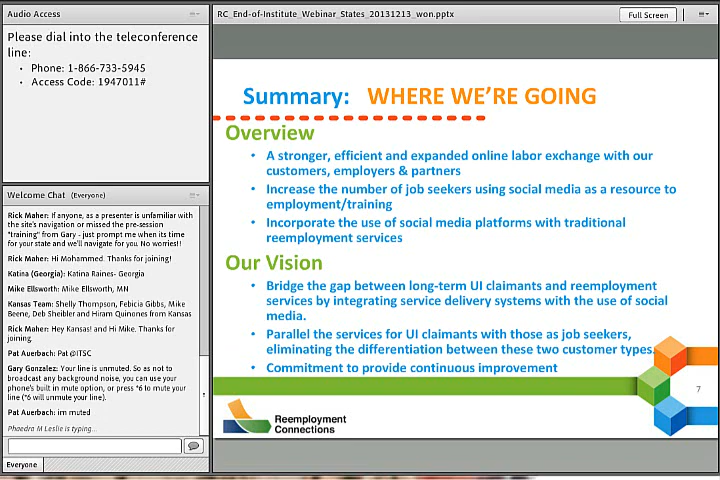 Audio Access
Please dial into the teleconference
line:
• Phone: 1-866-733-5945
• Access Code: 1947011#
Welcome Chat (Everyone)
Rick Maher: If anyone, as a presenter is unfamiliar with
the site's navigation or missed the pre-session
"training" from Gary - just prompt me when its time
for your state and we'll navigate for you. No worries!!
Rick Maher: Hi Mohammed. Thanks for joining!
Katina (Georgia): Katina Raines- Georgia
Mike Ellsworth: Mike Ellsworth, MN
Kansas Team: Shelly Thompson, Febicia Gibbs, Mike
Beene, Deb Sheibler and Hiram Quinones from Kansas
Rick Maher: Hey Kansas! and Hi Mike. Thanks for
joining.
Pat Auerbach: Pat @ITSC
Gary Gonzalez: Your line is unmuted. So as not to
broadcast any background noise, you can use your
phone's built in mute option, or press *6 to mute your
line (*6 will unmute your line).
Pat Auerbach: im muted
Phaedra M Leslie is typing...
Everyone
RC_End-of-Institute_Webinar_States_20131213_won.pptx
Full Screen
Summary: WHERE WE'RE GOING
Overview
• A stronger, efficient and expanded online labor exchange with our
customers, employers & partners
• Increase the number of job seekers using social media as a resource to
employment/training
• Incorporate the use of social media platforms with traditional
reemployment services
Our Vision
• Bridge the gap between long-term UI claimants and reemployment
services by integrating service delivery systems with the use of social
media.
• Parallel the services for UI claimants with those as job seekers,
eliminating the differentiation between these two customer types.
• Commitment to provide continuous improvement
7
Reemployment
Connections